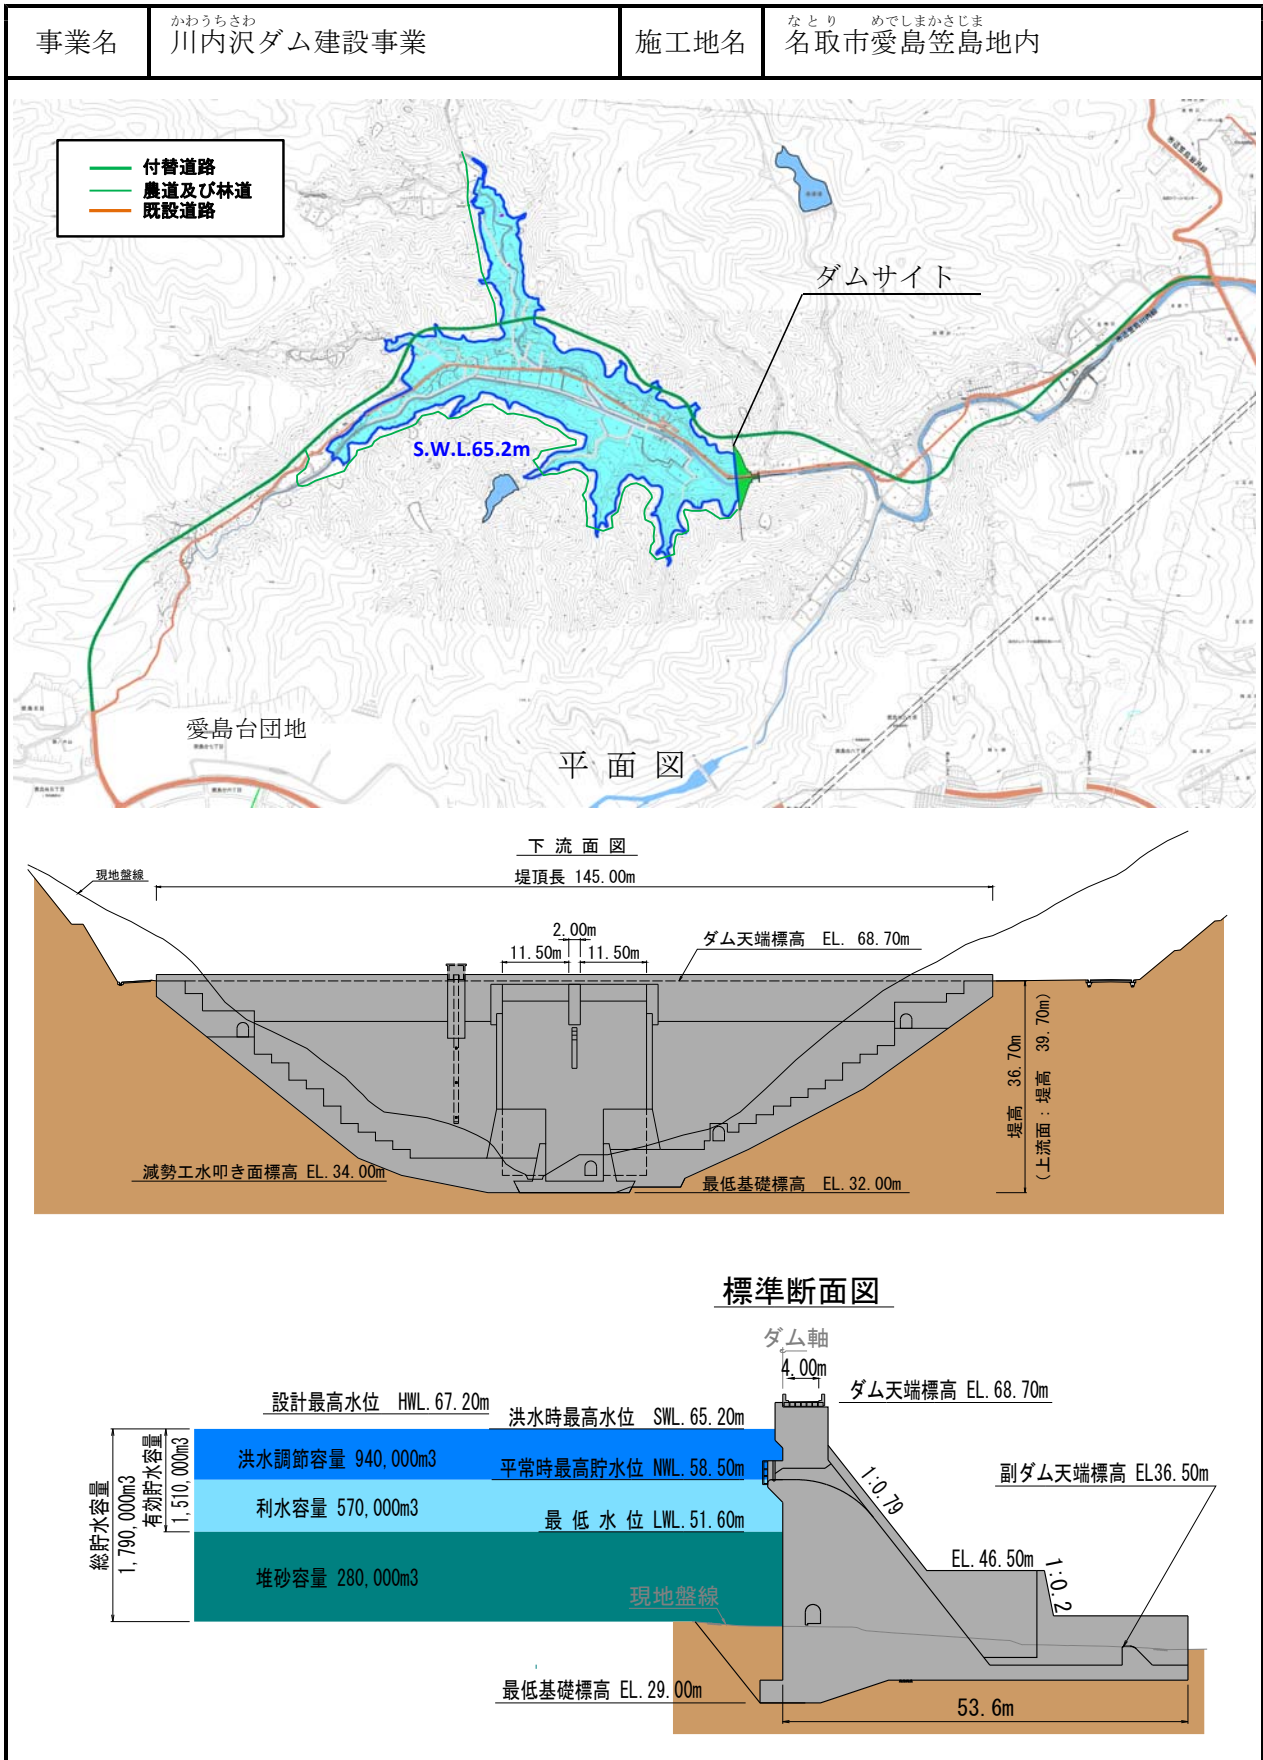 事業名
かわうちさわ
川内沢ダム建設事業
施工地名
なとり　めでしまかさじま
名取市愛島笠島地内
付替道路
農道及び林道
既設道路
ダムサイト
S.W.L.65.2m
愛島台団地
平 面 図
下 流 面 図
現地盤線
堤頂長 145.00m
2.00m
11.50m 11.50m
ダム天端標高 EL. 68.70m
堤高 36.70m
(上流面：堤高 39.70m)
減勢工水叩き面標高 EL.34.00m
最低基礎標高 EL.32.00m
標準断面図
ダム軸
4.00m
設計最高水位 HWL.67.20m
ダム天端標高 EL.68.70m
洪水時最高水位 SWL.65.20m
洪水調節容量 940,000m3
平常時最高貯水位 NWL.58.50m
1:0.79
副ダム天端標高 EL36.50m
総貯水容量
1,790,000m3
有効貯水容量
1,510,000m3
利水容量 570,000m3
最 低 水 位 LWL.51.60m
EL.46.50m
1:0.2
堆砂容量 280,000m3
現地盤線
最低基礎標高 EL.29.00m
53.6m